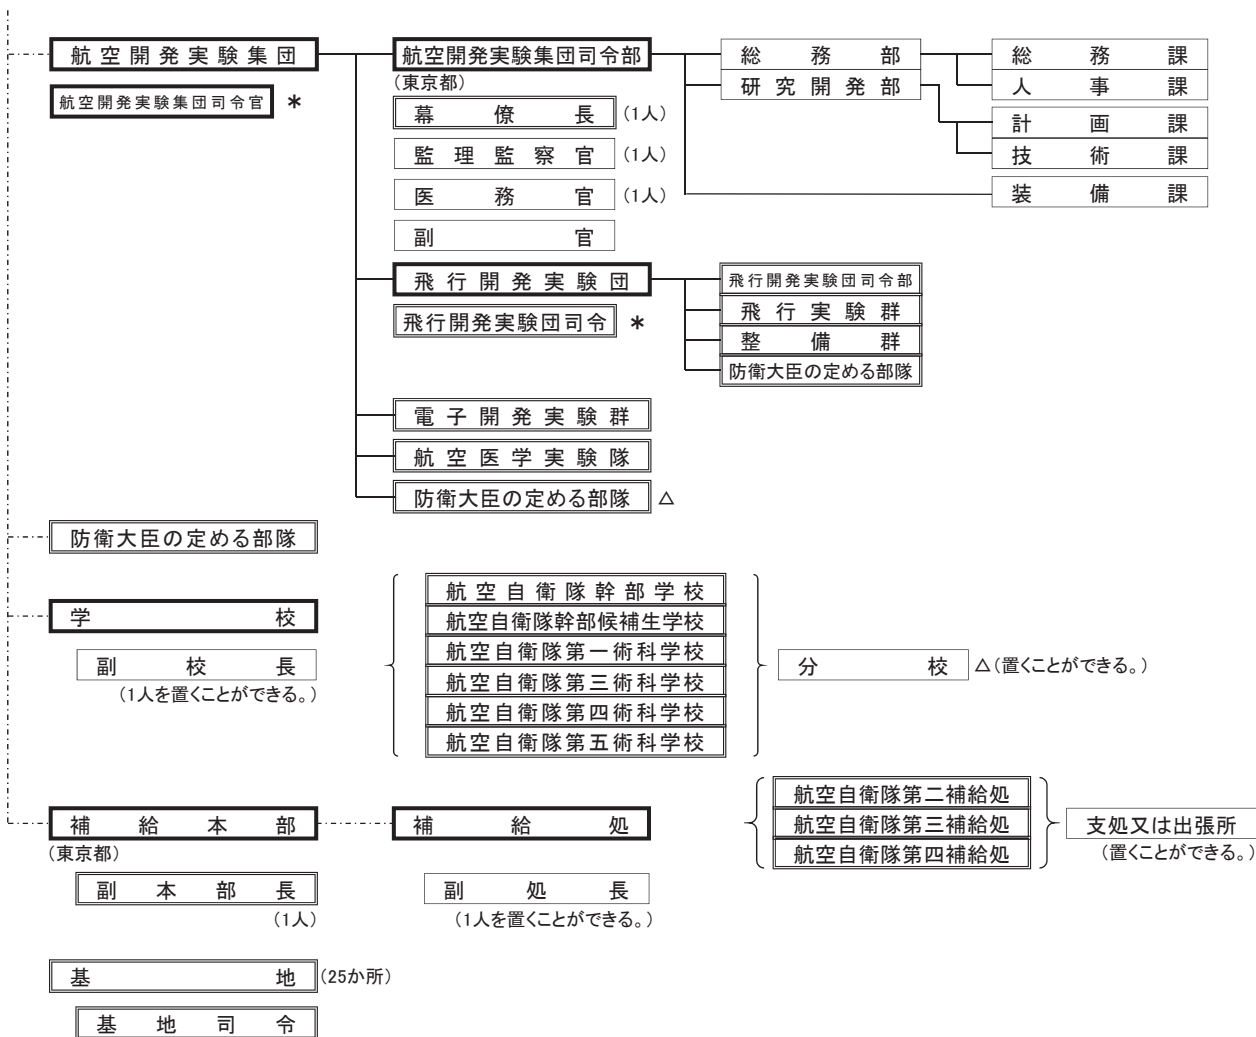 航空開発実験集団 航空開発実験集団司令部 総務部 総務課
(東京都)
航空開発実験集団司令官 * 研究開発部 人事課
幕僚長 (1人) 計画課
監理監察官 (1人) 技術課
医務官 (1人) 装備課
副官
飛行開発実験団 飛行開発実験団司令部
飛行開発実験団司令 * 飛行実験群
整備群
防衛大臣の定める部隊
電子開発実験群
航空医学実験隊
防衛大臣の定める部隊 △
防衛大臣の定める部隊
学校
副校長
(1人を置くことができる。)
航空自衛隊幹部学校
航空自衛隊幹部候補生学校
航空自衛隊第一術科学校
航空自衛隊第三術科学校
航空自衛隊第四術科学校
航空自衛隊第五術科学校
分校 △(置くことができる。)
補給本部 補給処
(東京都)
副本部長
(1人)
副処長
(1人を置くことができる。)
航空自衛隊第二補給処
航空自衛隊第三補給処
航空自衛隊第四補給処
支処又は出張所
(置くことができる。)
基地 (25か所)
基地司令